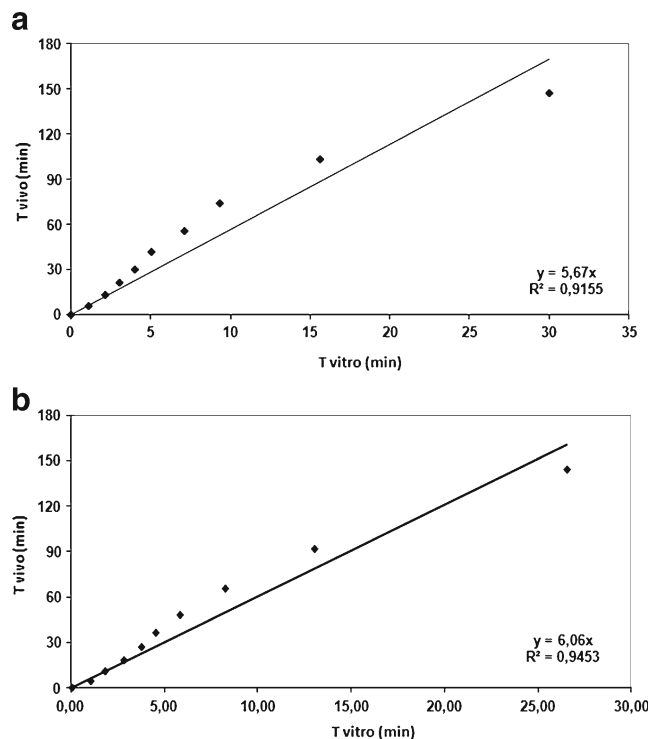 a
180
150
120
90
60
30
0
T vivo (min)
y = 5,67x
R² = 0,9155
0 5 10 15 20 25 30 35
T vitro (min)
b
180
150
120
90
60
30
0
T vivo (min)
y = 6,06x
R² = 0,9453
0,00 5,00 10,00 15,00 20,00 25,00 30,00
T vitro (min)